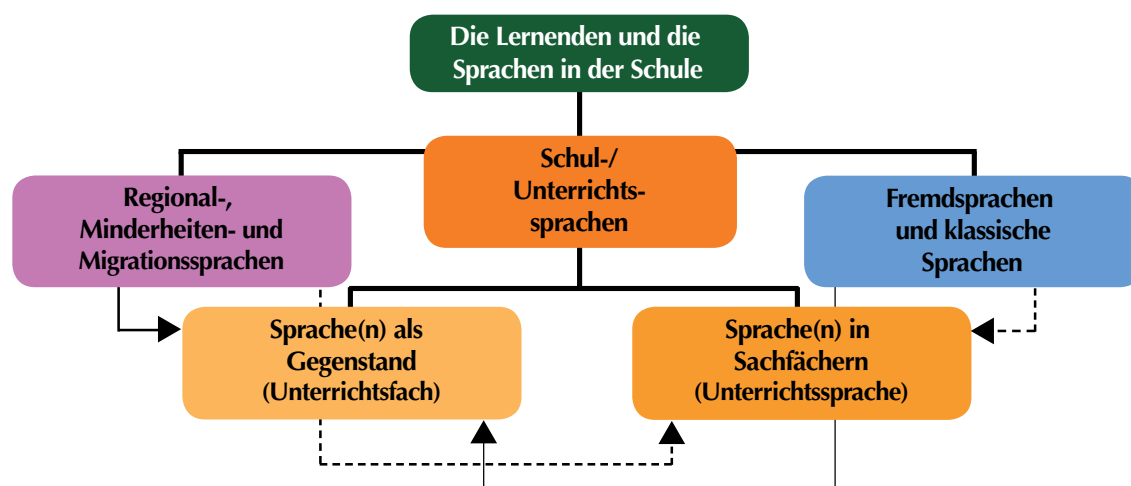 Die Lernenden und die
Sprachen in der Schule
Schul-/
Unterrichts-
sprachen
Regional-,
Minderheiten- und
Migrationssprachen
Fremdsprachen
und klassische
Sprachen
Sprache(n) als
Gegenstand
(Unterrichtsfach)
Sprache(n) in
Sachfächern
(Unterrichtssprache)